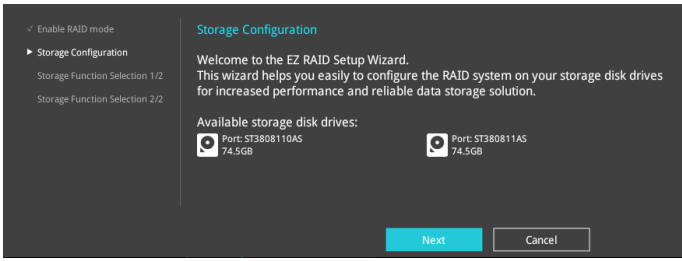 ✓ Enable RAID mode
► Storage Configuration
Storage Function Selection 1/2
Storage Function Selection 2/2
Storage Configuration
Welcome to the EZ RAID Setup Wizard.
This wizard helps you easily to configure the RAID system on your storage disk drives
for increased performance and reliable data storage solution.
Available storage disk drives:
Port: ST3808110AS
74.5GB
Port: ST380811AS
74.5GB
Next
Cancel